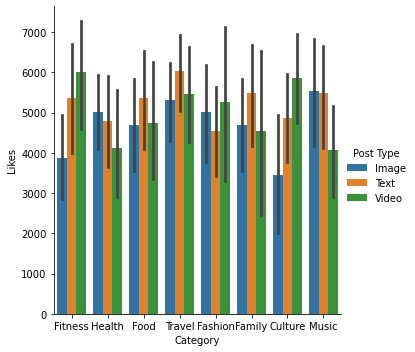 7000
6000
5000
4000
3000
2000
1000
0
Likes
Fitness Health Food Travel Fashion Family Culture Music
Category
Post Type
Image
Text
Video